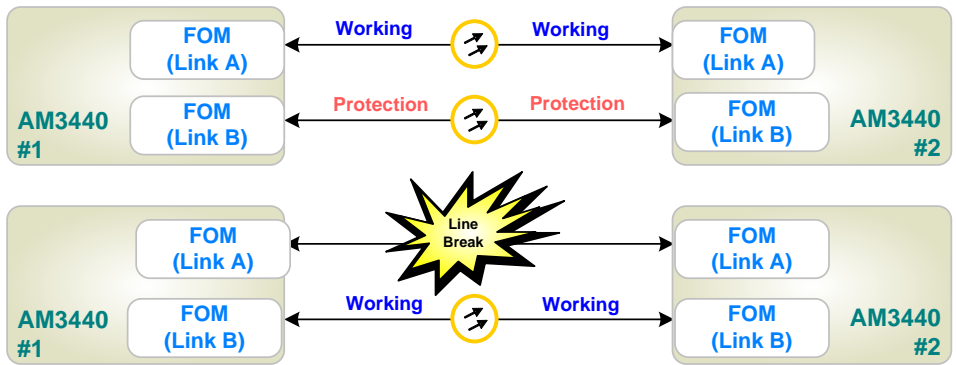 FOM
(Link A)
Working
Working
FOM
(Link A)
AM3440
#1
FOM
(Link B)
Protection
Protection
FOM
(Link B)
AM3440
#2
FOM
(Link A)
Line
Break
FOM
(Link A)
AM3440
#1
FOM
(Link B)
Working
Working
FOM
(Link B)
AM3440
#2